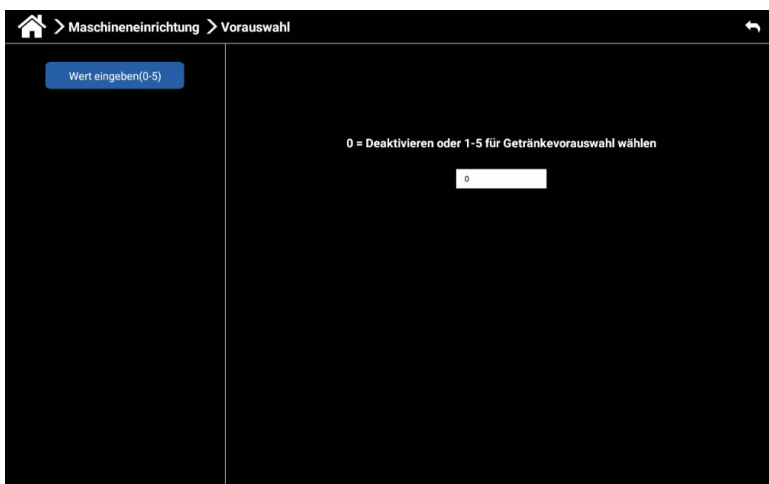 Maschineneinrichtung Vorauswahl
Wert eingeben(0-5)
0 = Deaktivieren oder 1-5 für Getränkevorauswahl wählen
0